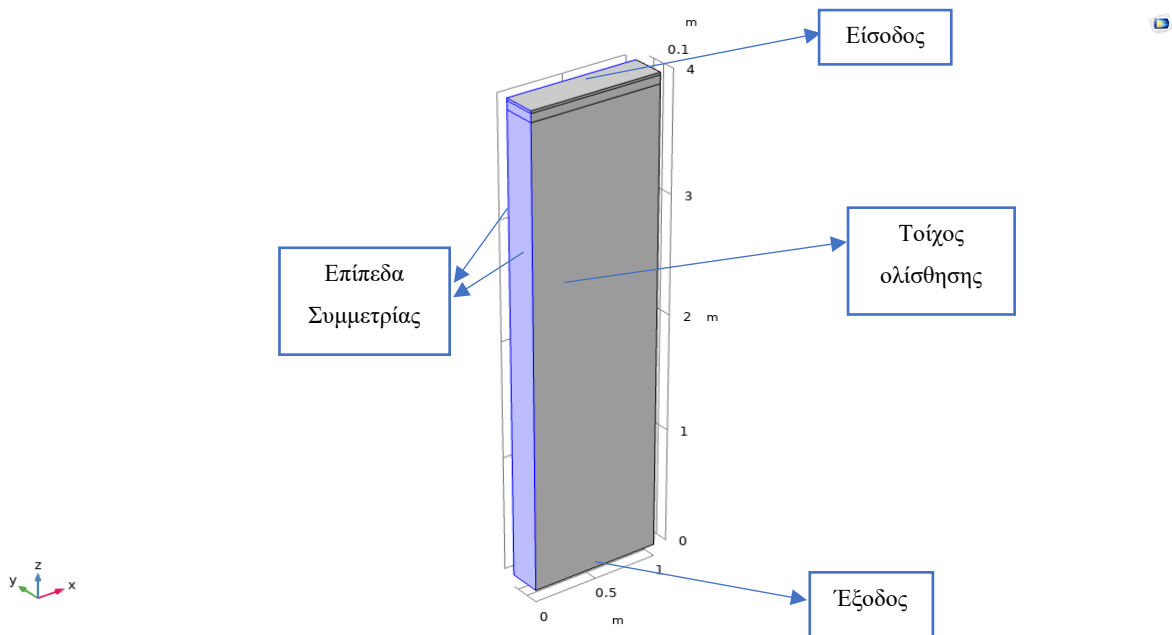 m
Είσοδος
0.1
4
3
Τοίχος
ολίσθησης
Επίπεδα
Συμμετρίας
2
m
1
0
1
0.5
0
m
Έξοδος
z
y
x